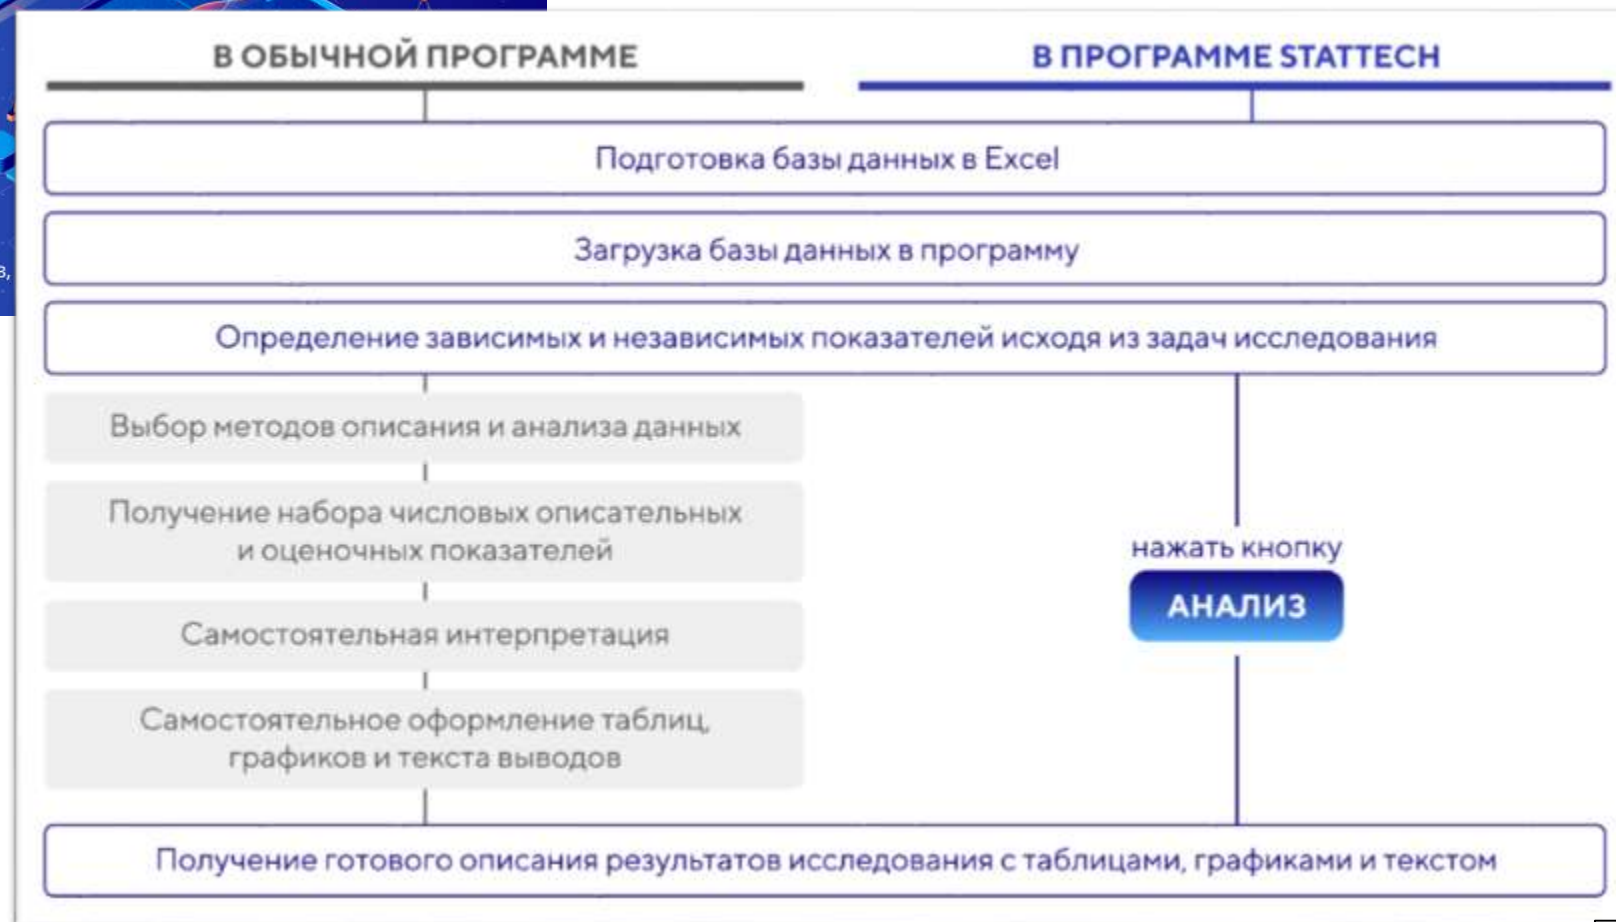 В ОБЫЧНОЙ ПРОГРАММЕ
В ПРОГРАММЕ STATTECH
Подготовка базы данных в Excel
Загрузка базы данных в программу
Определение зависимых и независимых показателей исходя из задач исследования
Выбор методов описания и анализа данных
Получение набора числовых описательных
и оценочных показателей
Самостоятельная интерпретация
Самостоятельное оформление таблиц,
графиков и текста выводов
нажать кнопку
АНАЛИЗ
Получение готового описания результатов исследования с таблицами, графиками и текстом